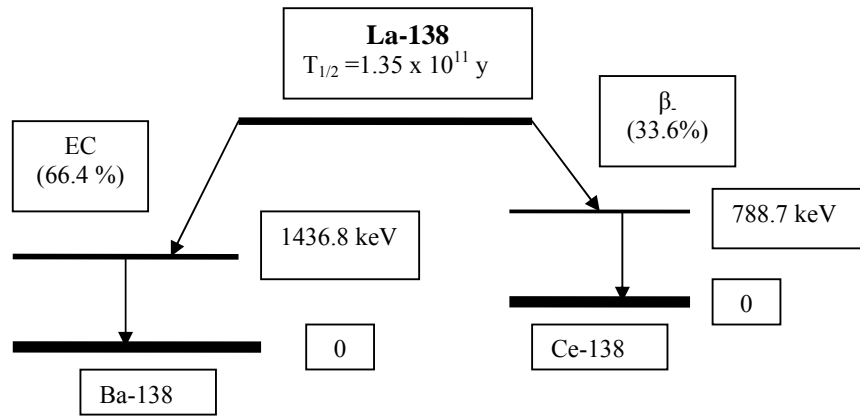 La-138
T1/2 =1.35 x 10^11 y
β-
(33.6%)
EC
(66.4 %)
1436.8 keV
788.7 keV
0
0
Ce-138
Ba-138